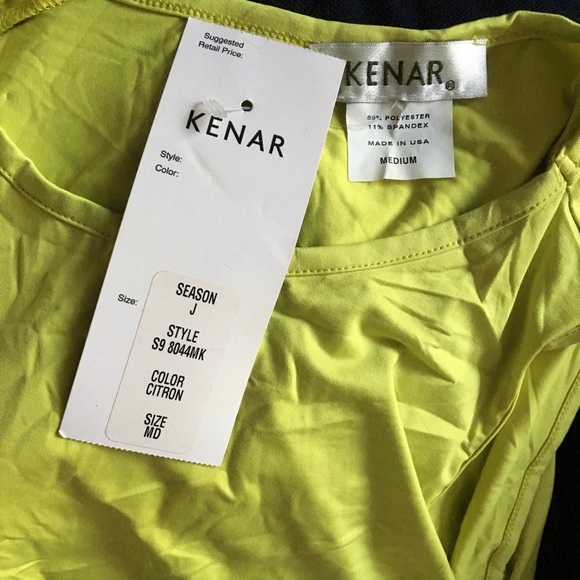 Suggested
Retail Price:
KENAR
Style:
Color:
Size:
SEASON
J
STYLE
S9 8044MK
COLOR
CITRON
SIZE
MD
KENAR®
89% POLYESTER
11% SPANDEX
MADE IN USA
MEDIUM